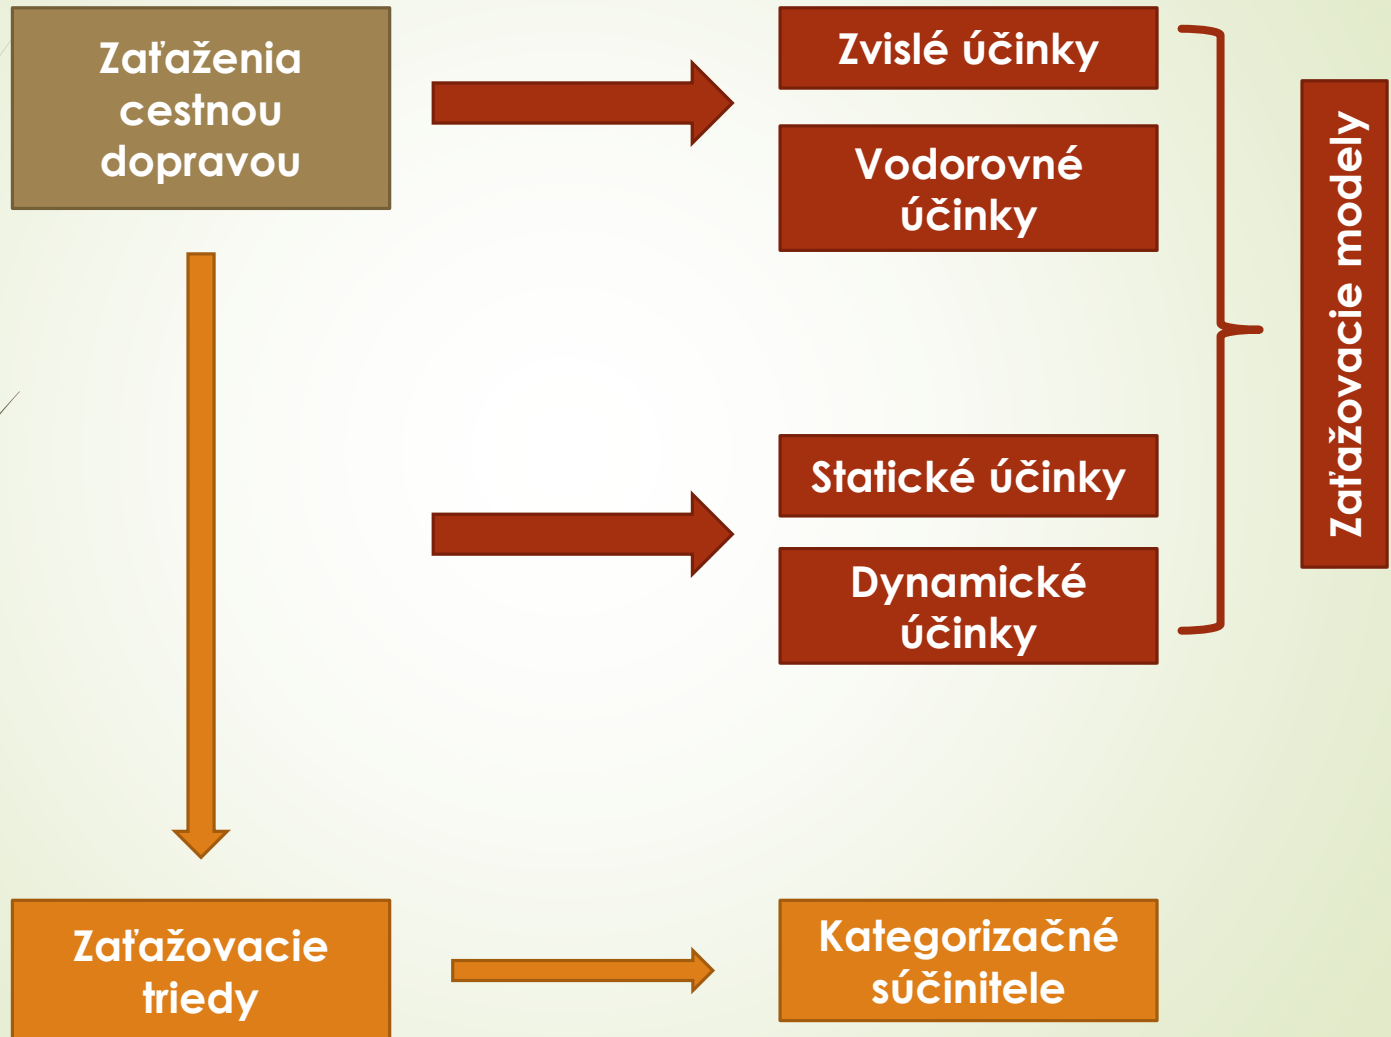 Zaťaženia
cestnou
dopravou
Zvislé účinky
Vodorovné
účinky
Statické účinky
Dynamické
účinky
Zaťažovacie modely
Zaťažovacie
triedy
Kategorizačné
súčinitele